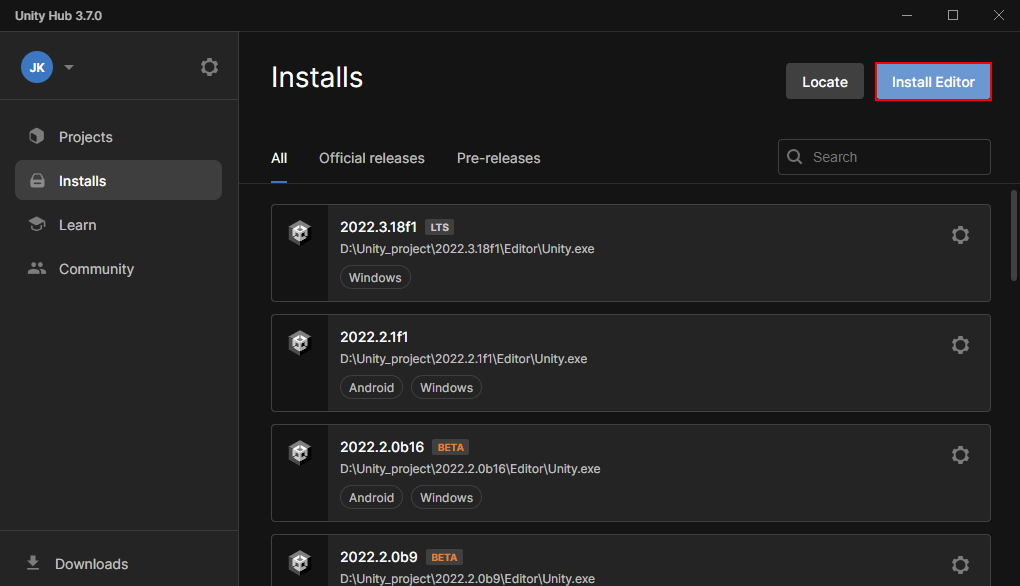 Unity Hub 3.7.0
JK
Projects
Installs
Learn
Community
Downloads
Installs
Locate
Install Editor
All
Official releases
Pre-releases
Search
2022.3.18f1 LTS
D:\Unity_project\2022.3.18f1\Editor\Unity.exe
Windows
2022.2.1f1
D:\Unity_project\2022.2.1f1\Editor\Unity.exe
Android Windows
2022.2.0b16 BETA
D:\Unity_project\2022.2.0b16\Editor\Unity.exe
Android Windows
2022.2.0b9 BETA
D:\Unity_project\2022.2.0b9\Editor\Unity.exe